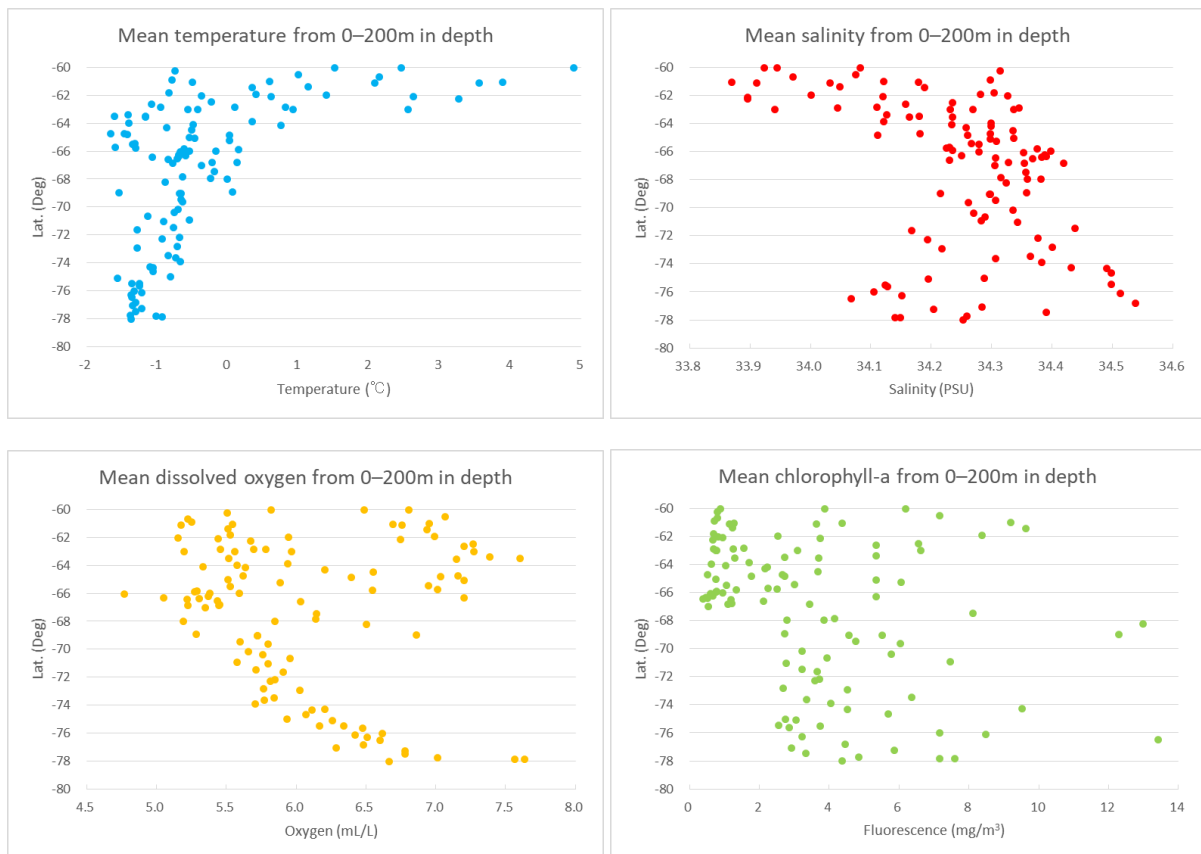 Mean temperature from 0–200m in depth
-60
-62
-64
-66
-68
-70
-72
-74
-76
-78
-80
Lat. (Deg)
-2 -1 0 1 2 3 4 5
Temperature (℃)
Mean salinity from 0–200m in depth
-60
-62
-64
-66
-68
-70
-72
-74
-76
-78
-80
Lat. (Deg)
33.8 33.9 34.0 34.1 34.2 34.3 34.4 34.5 34.6
Salinity (PSU)
Mean dissolved oxygen from 0–200m in depth
-60
-62
-64
-66
-68
-70
-72
-74
-76
-78
-80
Lat. (Deg)
4.5 5.0 5.5 6.0 6.5 7.0 7.5 8.0
Oxygen (mL/L)
Mean chlorophyll-a from 0–200m in depth
-60
-62
-64
-66
-68
-70
-72
-74
-76
-78
-80
Lat. (Deg)
0 2 4 6 8 10 12 14
Fluorescence (mg/m³)